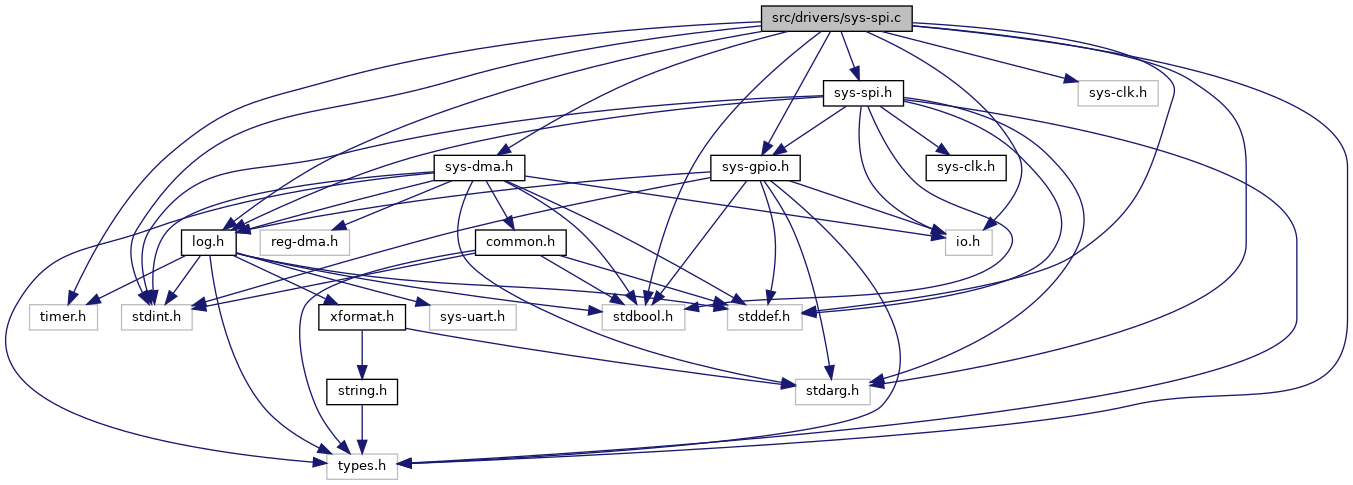 src/drivers/sys-spi.c
sys-spi.h
sys-clk.h
sys-dma.h
sys-gpio.h
sys-clk.h
log.h
reg-dma.h
common.h
io.h
timer.h
stdint.h
xformat.h
sys-uart.h
stdbool.h
stddef.h
string.h
stdarg.h
types.h